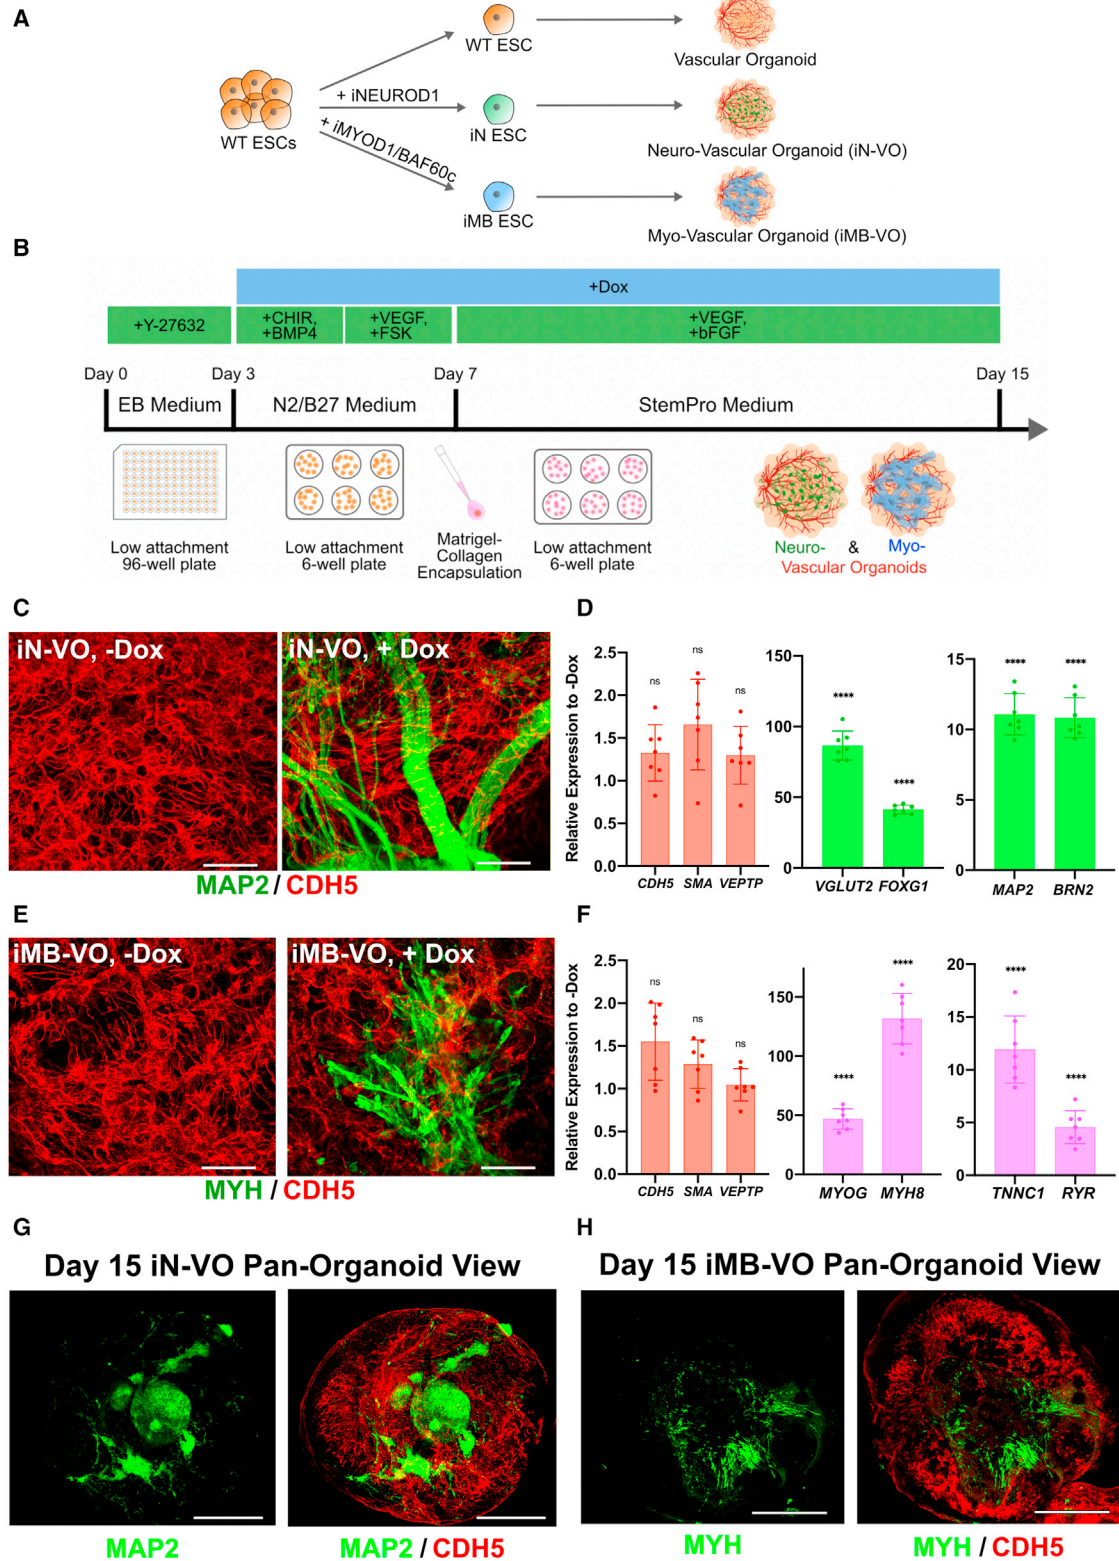 A
WT ESCs
+ iNEUROD1
+ iMYOD1/BAF60c
WT ESC
iN ESC
iMB ESC
Vascular Organoid
Neuro-Vascular Organoid (iN-VO)
Myo-Vascular Organoid (iMB-VO)
B
+Dox
+Y-27632
+CHIR,
+BMP4
+VEGF,
+FSK
+VEGF,
+bFGF
Day 0
Day 3
Day 7
Day 15
EB Medium
N2/B27 Medium
StemPro Medium
Low attachment
96-well plate
Low attachment
6-well plate
Matrigel-
Collagen
Encapsulation
Low attachment
6-well plate
Neuro- & Myo-
Vascular Organoids
C
iN-VO, -Dox
iN-VO, + Dox
MAP2 / CDH5
D
Relative Expression to -Dox
2.5
2.0
1.5
1.0
0.5
0.0
ns
ns
ns
CDH5 SMA VEPTP
150
100
50
0
****
****
VGLUT2 FOXG1
15
10
5
0
****
****
MAP2 BRN2
E
iMB-VO, -Dox
iMB-VO, + Dox
MYH / CDH5
F
Relative Expression to -Dox
2.5
2.0
1.5
1.0
0.5
0.0
ns
ns
ns
CDH5 SMA VEPTP
150
100
50
0
****
****
MYOG MYH8
20
15
10
5
0
****
****
TNNC1 RYR
G
Day 15 iN-VO Pan-Organoid View
MAP2
MAP2 / CDH5
H
Day 15 iMB-VO Pan-Organoid View
MYH
MYH / CDH5